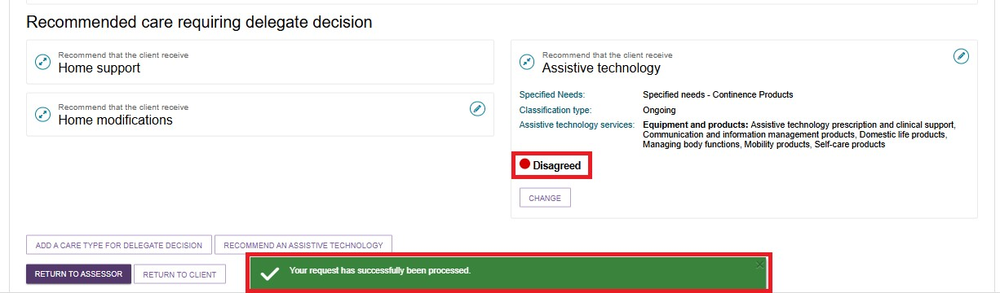 Recommended care requiring delegate decision
Recommend that the client receive
Home support
Recommend that the client receive
Home modifications
Recommend that the client receive
Assistive technology
Specified Needs: Specified needs - Continence Products
Classification type: Ongoing
Assistive technology services: Equipment and products: Assistive technology prescription and clinical support,
Communication and information management products, Domestic life products,
Managing body functions, Mobility products, Self-care products
Disagreed
CHANGE
ADD A CARE TYPE FOR DELEGATE DECISION RECOMMEND AN ASSISTIVE TECHNOLOGY
RETURN TO ASSESSOR RETURN TO CLIENT
Your request has successfully been processed.